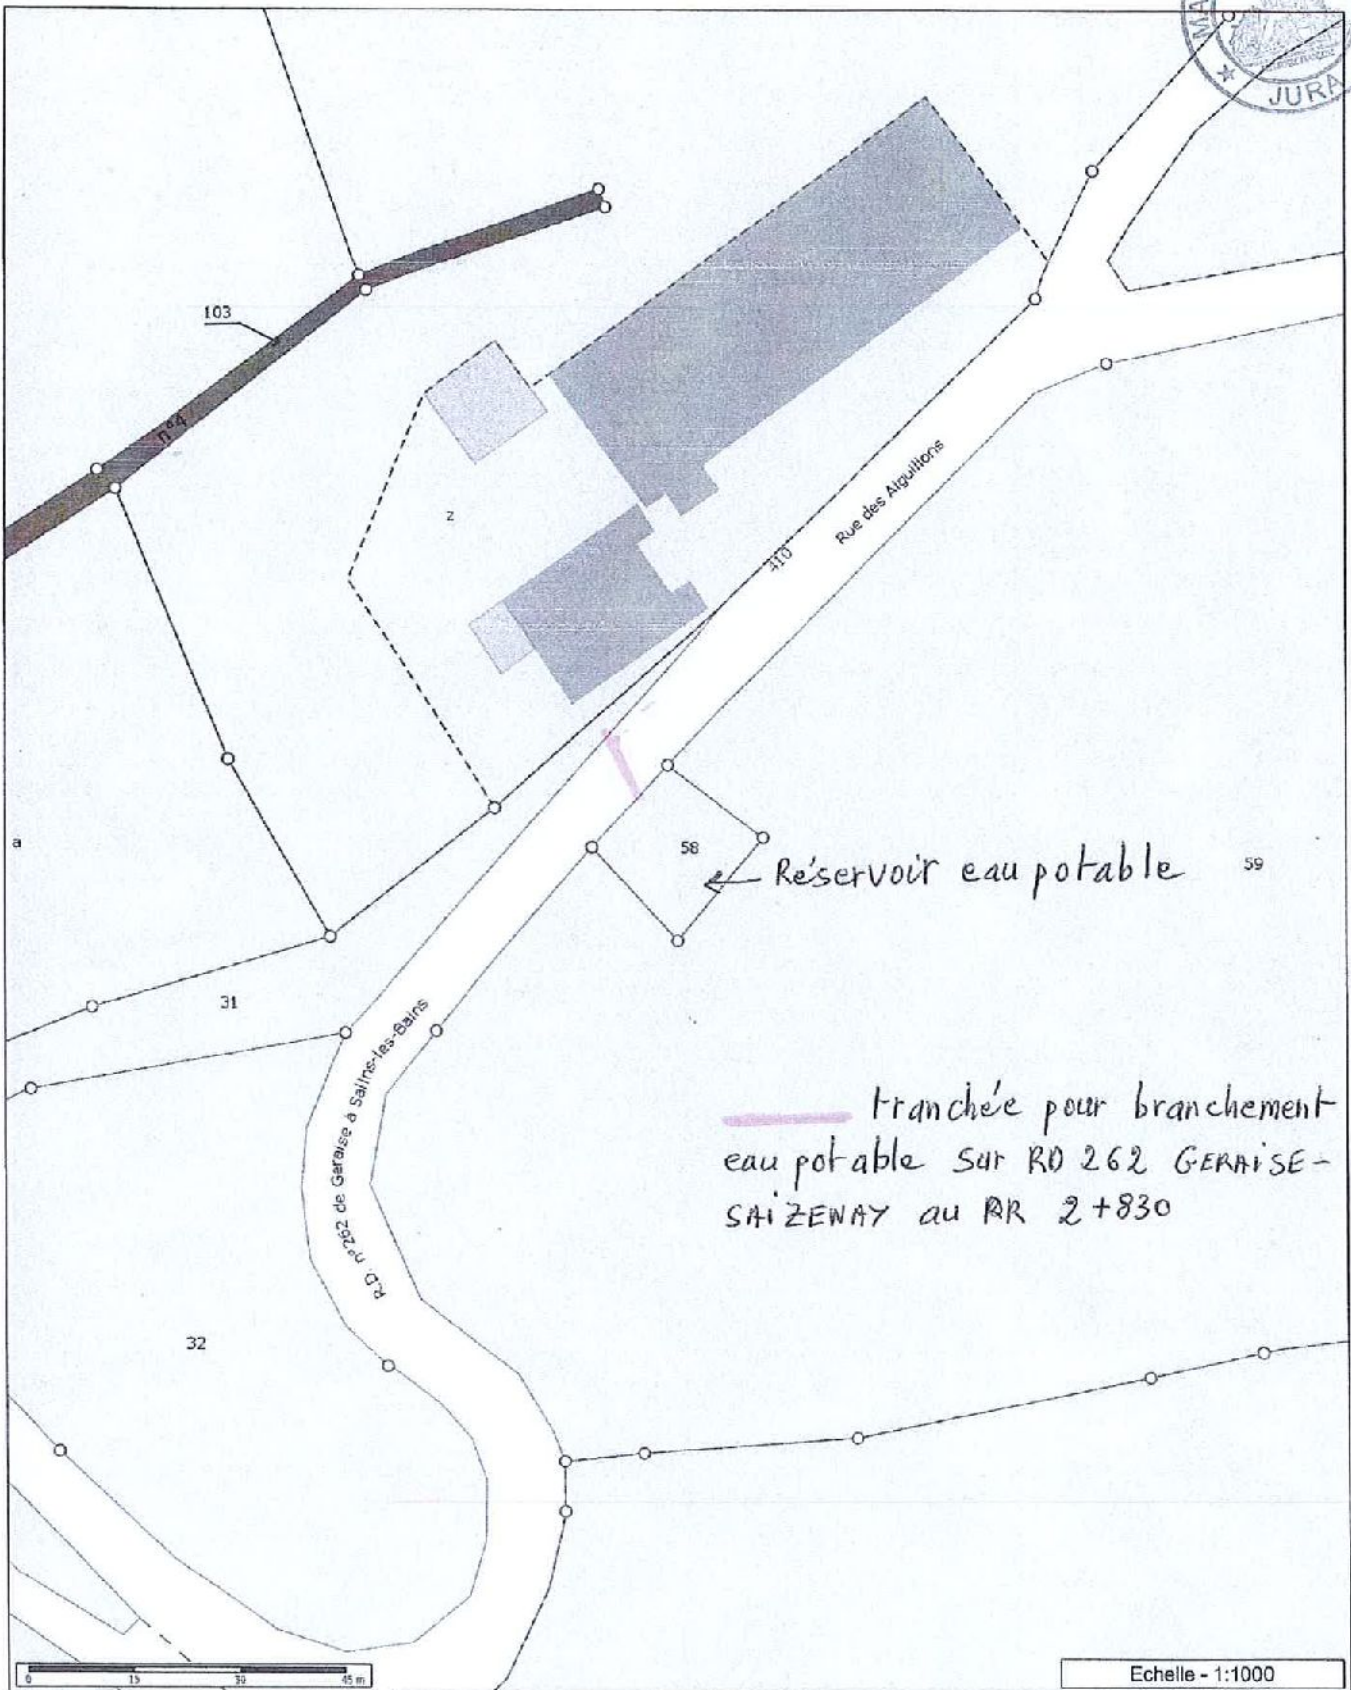 MA
★ JURA
103
n°4
z
410
Rue des Aiguillons
a
58
Réservoir eau potable
59
31
R.D. n°262 de Geraise à Salins-les-Bains
tranchée pour branchement
eau potable sur RD 262 GERAiSE-
SAiZENAY au PR 2+830
32
0 15 30 45 m
Echelle - 1:1000